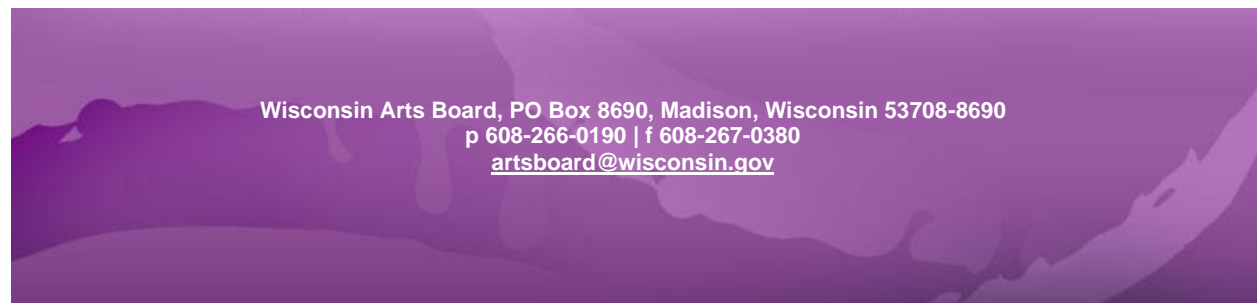 Wisconsin Arts Board, PO Box 8690, Madison, Wisconsin 53708-8690
p 608-266-0190 | f 608-267-0380
artsboard@wisconsin.gov